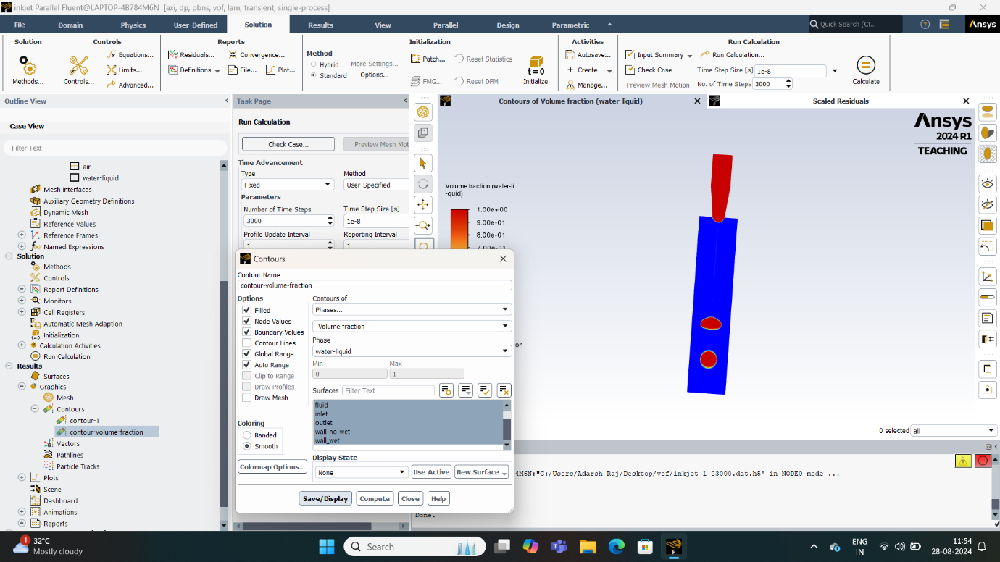 inkjet Parallel Fluent@LAPTOP-4B784M6N [axi, dp, pbns, vof, lam, transient, single-process]
File Domain Physics User-Defined Solution Results View Parallel Design Parametric Quick Search (Ct... Ansys
Solution Controls Reports Initialization Activities Run Calculation
Methods...
Controls...
Equations...
Limits...
Advanced...
Residuals... Convergence...
Definitions File... Plot...
Method
Hybrid More Settings...
Standard Options...
Patch... Reset Statistics
FMG... Reset DPM
t=0
Initialize
Autosave...
Create
Manage...
Input Summary Run Calculation...
Check Case Time Step Size [s] 1e-8
Preview Mesh Motion No. of Time Steps 3000
Calculate
Outline View
Case View
Filter Text
air
water-liquid
Mesh Interfaces
Auxiliary Geometry Definitions
Dynamic Mesh
Reference Values
Reference Frames
Named Expressions
Solution
Methods
Controls
Report Definitions
Monitors
Cell Registers
Automatic Mesh Adaption
Initialization
Calculation Activities
Run Calculation
Results
Surfaces
Graphics
Mesh
Contours
contour-1
contour-volume-fraction
Vectors
Pathlines
Particle Tracks
Plots
Scene
Dashboard
Animations
Reports
Task Page
Run Calculation
Check Case... Preview Mesh Mot
Time Advancement
Type Method
Fixed User-Specified
Parameters
Number of Time Steps Time Step Size [s]
3000 1e-8
Profile Update Interval Reporting Interval
1 1
Contours
Contour Name
contour-volume-fraction
Options
Filled
Node Values
Boundary Values
Contour Lines
Global Range
Auto Range
Clip to Range
Draw Profiles
Draw Mesh
Coloring
Banded
Smooth
Colormap Options...
Contours of
Phases...
Volume fraction
Phase
water-liquid
Min Max
0 1
Surfaces Filter Text
fluid
inlet
outlet
wall_no_wet
wall_wet
Display State
None Use Active New Surface
Save/Display Compute Close Help
Contours of Volume fraction (water-liquid)
Scaled Residuals
Ansys
2024 R1
TEACHING
Volume fraction (water-li
-quid)
1.00e+00
9.00e-01
8.00e-01
7.00e-01
on
0 selected all
4M6N:"C:/Users/Adarsh Raj/Desktop/vof/inkjet-1-03000.dat.h5" in NODE0 mode ...
Done.
1
32°C
Mostly cloudy
Search
ENG
IN
11:54
28-08-2024